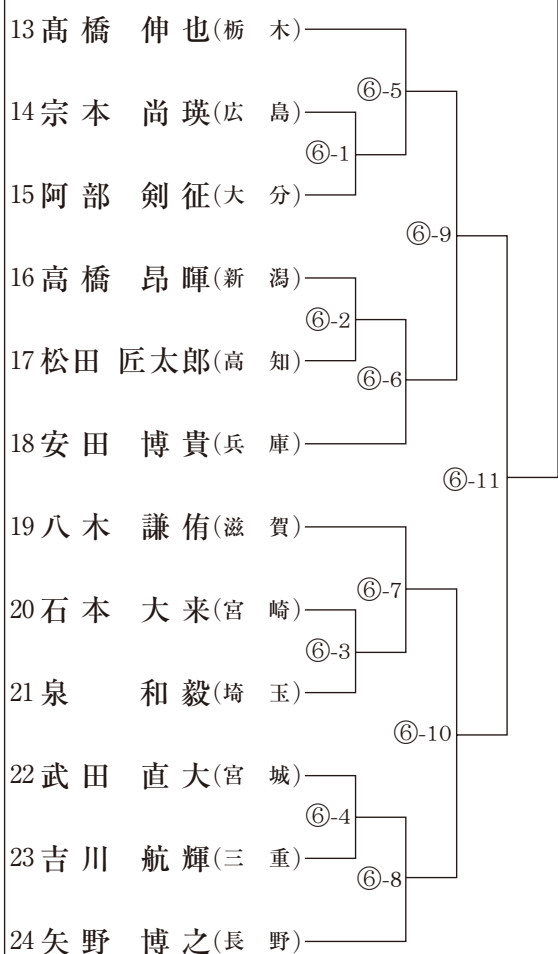 13 髙橋 伸也(栃木)
⑥-5
14 宗本 尚瑛(広島)
⑥-1
15 阿部 剣征(大分)
⑥-9
16 高橋 昂暉(新潟)
⑥-2
17 松田 匠太郎(高知)
⑥-6
18 安田 博貴(兵庫)
⑥-11
19 八木 謙侑(滋賀)
⑥-7
20 石本 大来(宮崎)
⑥-3
21 泉 和毅(埼玉)
⑥-10
22 武田 直大(宮城)
⑥-4
23 吉川 航輝(三重)
⑥-8
24 矢野 博之(長野)